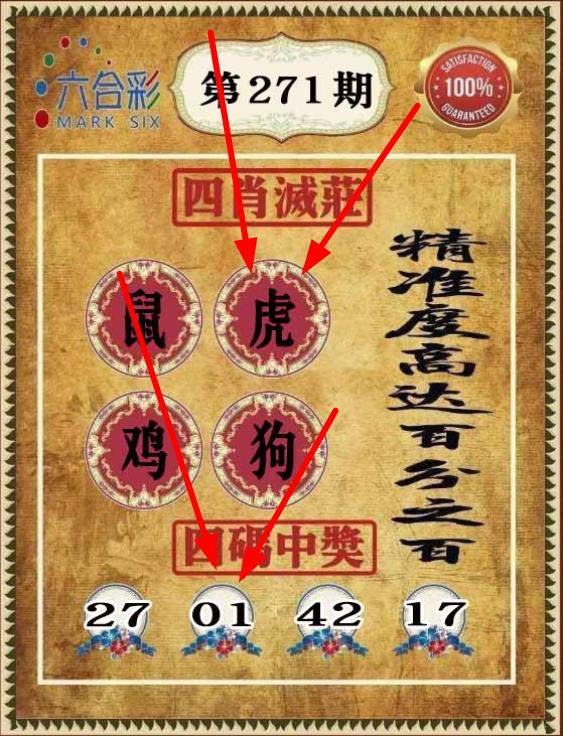 六合彩
MARK SIX
第271期
SATISFACTION
100%
GUARANTEED
四肖滅莊
鼠 虎
鸡 狗
精准度高达百分之百
四碼中獎
27 01 42 17